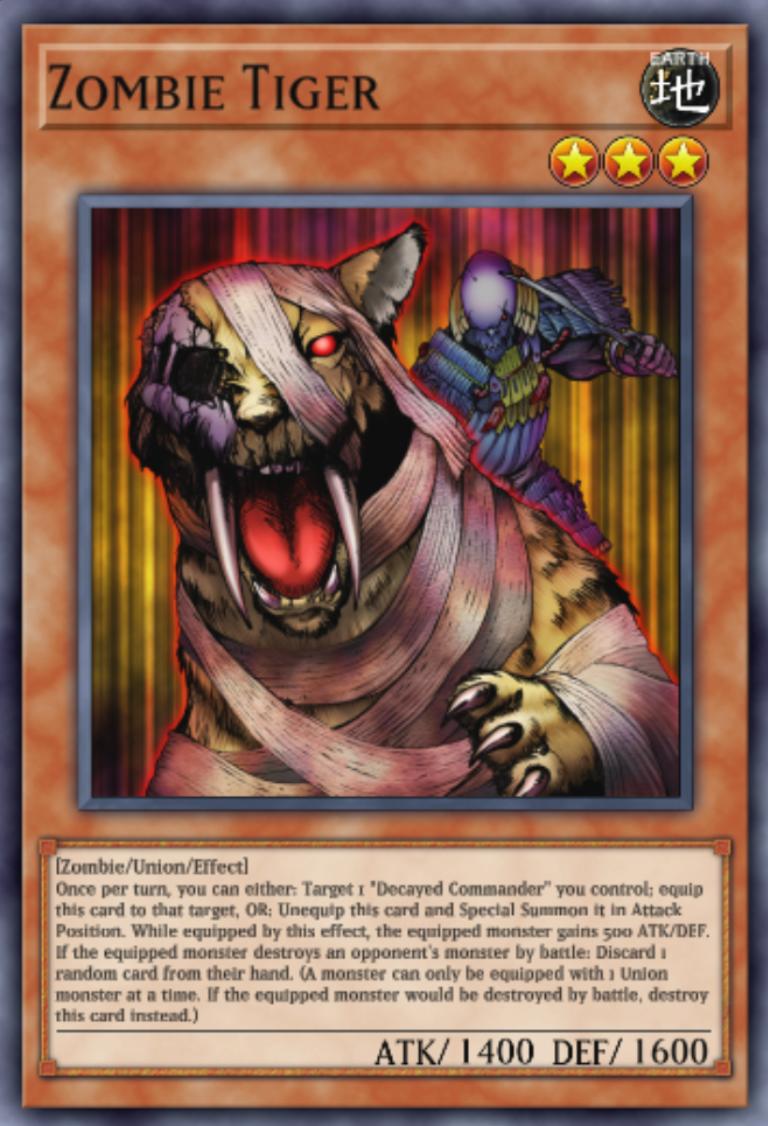 ZOMBIE TIGER
EARTH
地
[Zombie/Union/Effect]
Once per turn, you can either: Target 1 "Decayed Commander" you control; equip
this card to that target, OR: Unequip this card and Special Summon it in Attack
Position. While equipped by this effect, the equipped monster gains 500 ATK/DEF.
If the equipped monster destroys an opponent's monster by battle: Discard 1
random card from their hand. (A monster can only be equipped with 1 Union
monster at a time. If the equipped monster would be destroyed by battle, destroy
this card instead.)
ATK/ 1400 DEF/ 1600